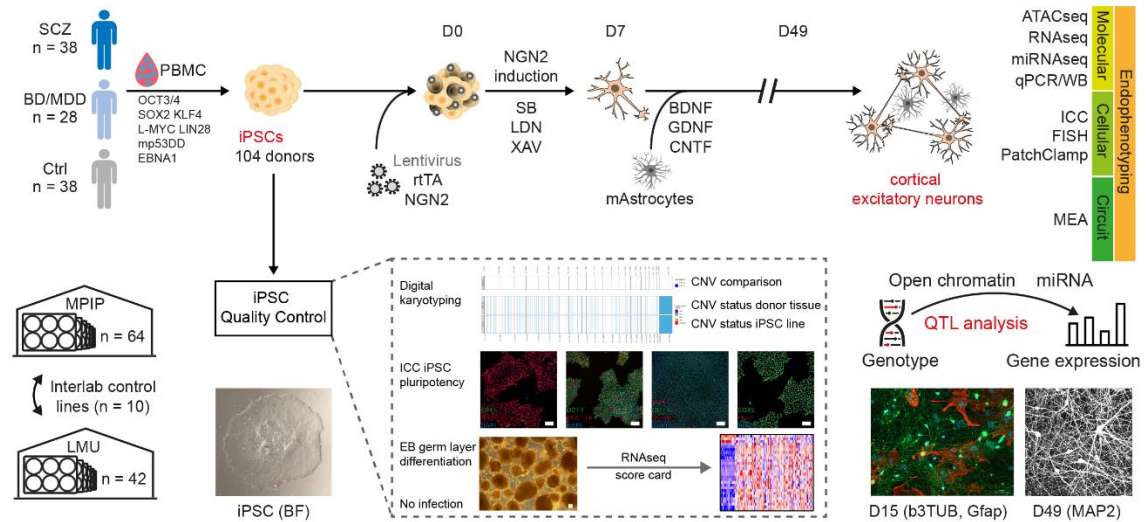 SCZ
n = 38
BD/MDD
n = 28
Ctrl
n = 38
PBMC
OCT3/4
SOX2 KLF4
L-MYC LIN28
mp53DD
EBNA1
iPSCs
104 donors
D0
Lentivirus
rtTA
NGN2
NGN2
induction
SB
LDN
XAV
D7
BDNF
GDNF
CNTF
mAstrocytes
D49
cortical
excitatory neurons
ATACseq
RNAseq
miRNAseq
qPCR/WB
ICC
FISH
PatchClamp
MEA
Molecular
Cellular
Circuit
Endophenotyping
MPIP
n = 64
Interlab control
lines (n = 10)
LMU
n = 42
iPSC
Quality Control
iPSC (BF)
Digital
karyotyping
CNV comparison
CNV status donor tissue
CNV status iPSC line
ICC iPSC
pluripotency
EB germ layer
differentiation
No infection
RNAseq
score card
Open chromatin
miRNA
QTL analysis
Genotype
Gene expression
D15 (b3TUB, Gfap)
D49 (MAP2)